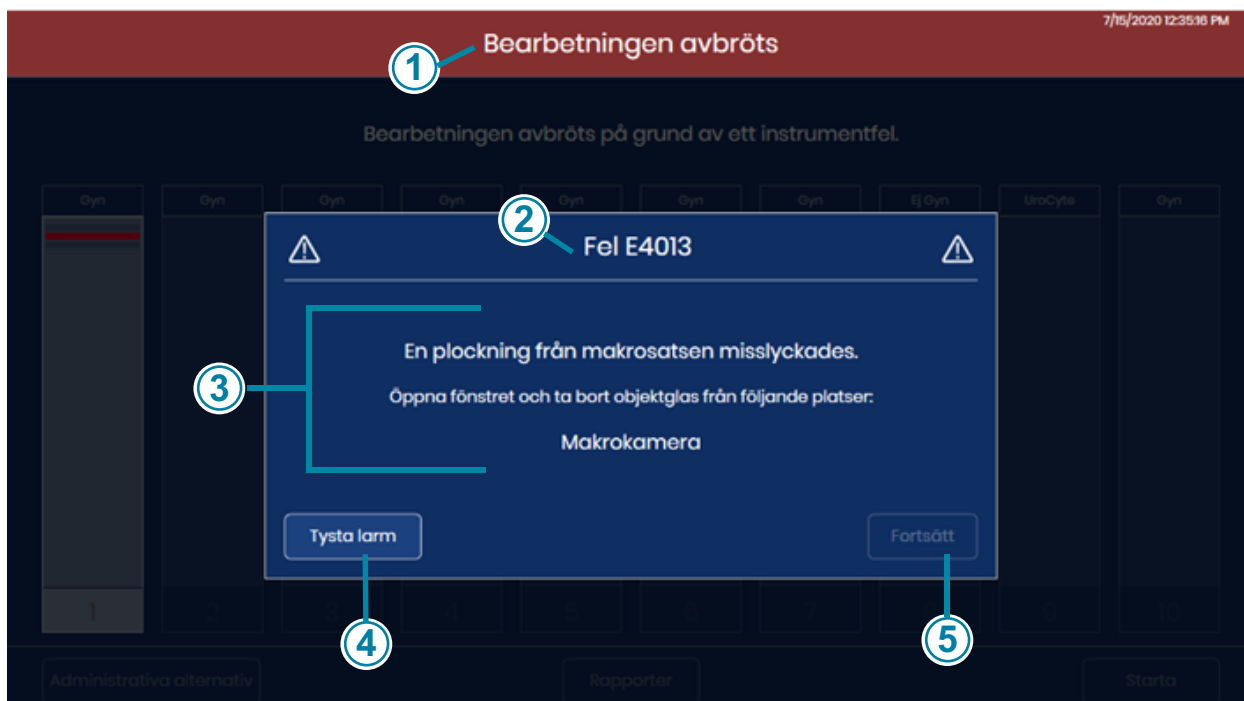 7/15/2020 12:35:16 PM
1
Bearbetningen avbröts
Bearbetningen avbröts på grund av ett instrumentfel.
Gyn Gyn Gyn Gyn Gyn Gyn Gyn Ej Gyn UroCyte Gyn
2
Fel E4013
3
En plockning från makrosatsen misslyckades.
Öppna fönstret och ta bort objektglas från följande platser:
Makrokamera
Tysta larm Fortsätt
1 2 3 4 5 6 7 9 10
4 5
Administrativa alternativ Rapporter Starta